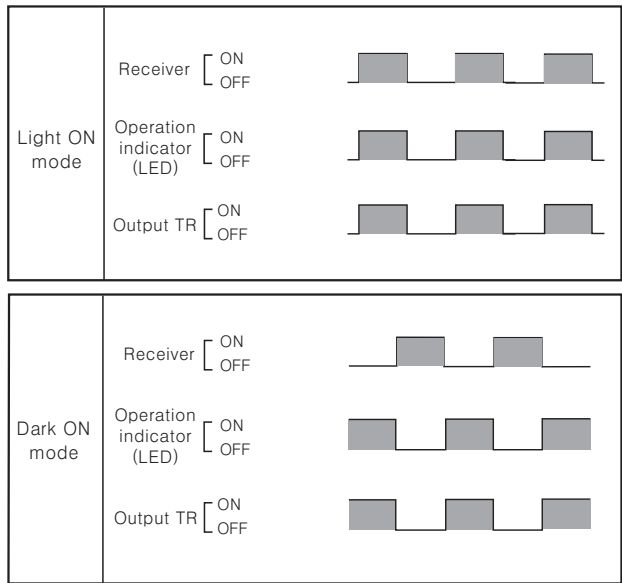 Light ON
mode
Receiver
ON
OFF
Operation
indicator
(LED)
ON
OFF
Output TR
ON
OFF
Dark ON
mode
Receiver
ON
OFF
Operation
indicator
(LED)
ON
OFF
Output TR
ON
OFF